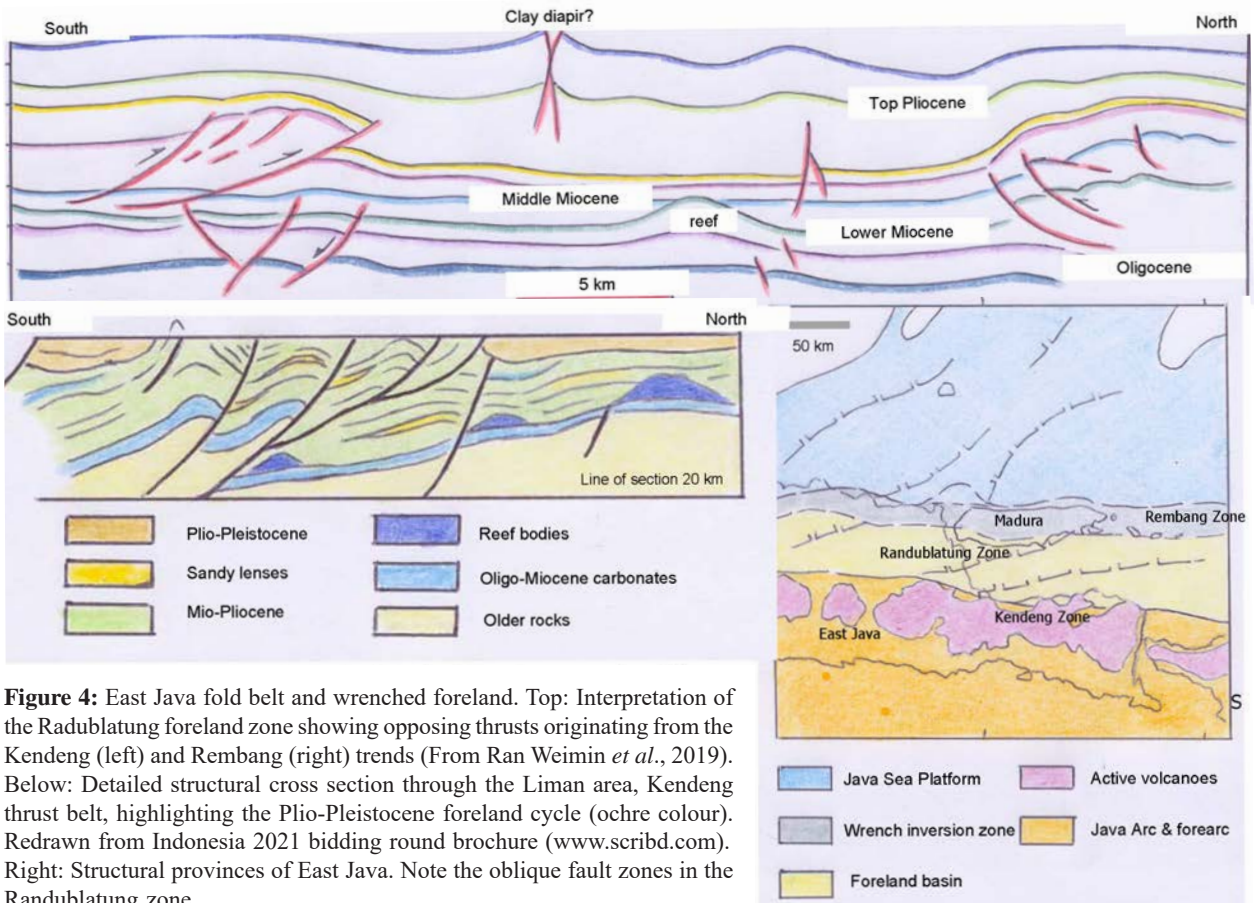 South
Clay diapir?
North
Top Pliocene
Middle Miocene
reef
Lower Miocene
Oligocene
5 km
South
North
Line of section 20 km
Plio-Pleistocene
Sandy lenses
Mio-Pliocene
Reef bodies
Oligo-Miocene carbonates
Older rocks
50 km
Madura
Rembang Zone
Randublatung Zone
Kendeng Zone
East Java
S
Java Sea Platform
Wrench inversion zone
Foreland basin
Active volcanoes
Java Arc & forearc
Figure 4: East Java fold belt and wrenched foreland. Top: Interpretation of
the Radublatung foreland zone showing opposing thrusts originating from the
Kendeng (left) and Rembang (right) trends (From Ran Weimin et al., 2019).
Below: Detailed structural cross section through the Liman area, Kendeng
thrust belt, highlighting the Plio-Pleistocene foreland cycle (ochre colour).
Redrawn from Indonesia 2021 bidding round brochure (www.scribd.com).
Right: Structural provinces of East Java. Note the oblique fault zones in the
Randublatung zone